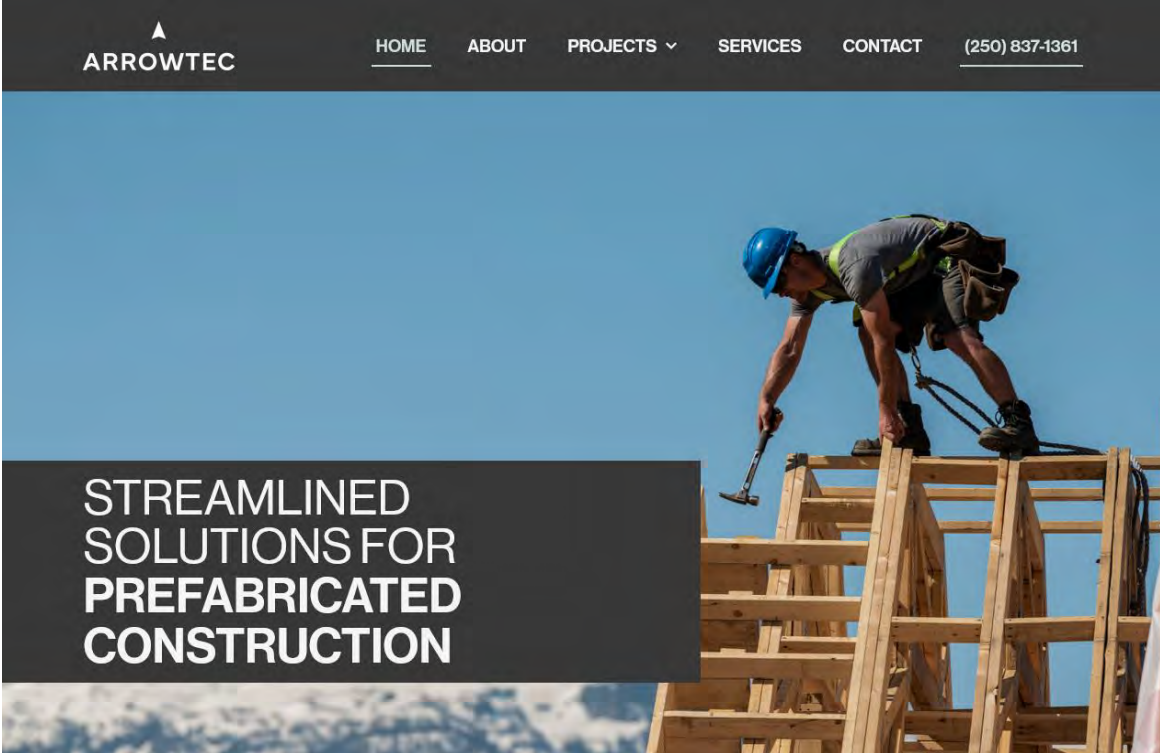 ARROWTEC
HOME ABOUT PROJECTS SERVICES CONTACT (250) 837-1361
STREAMLINED
SOLUTIONS FOR
PREFABRICATED
CONSTRUCTION